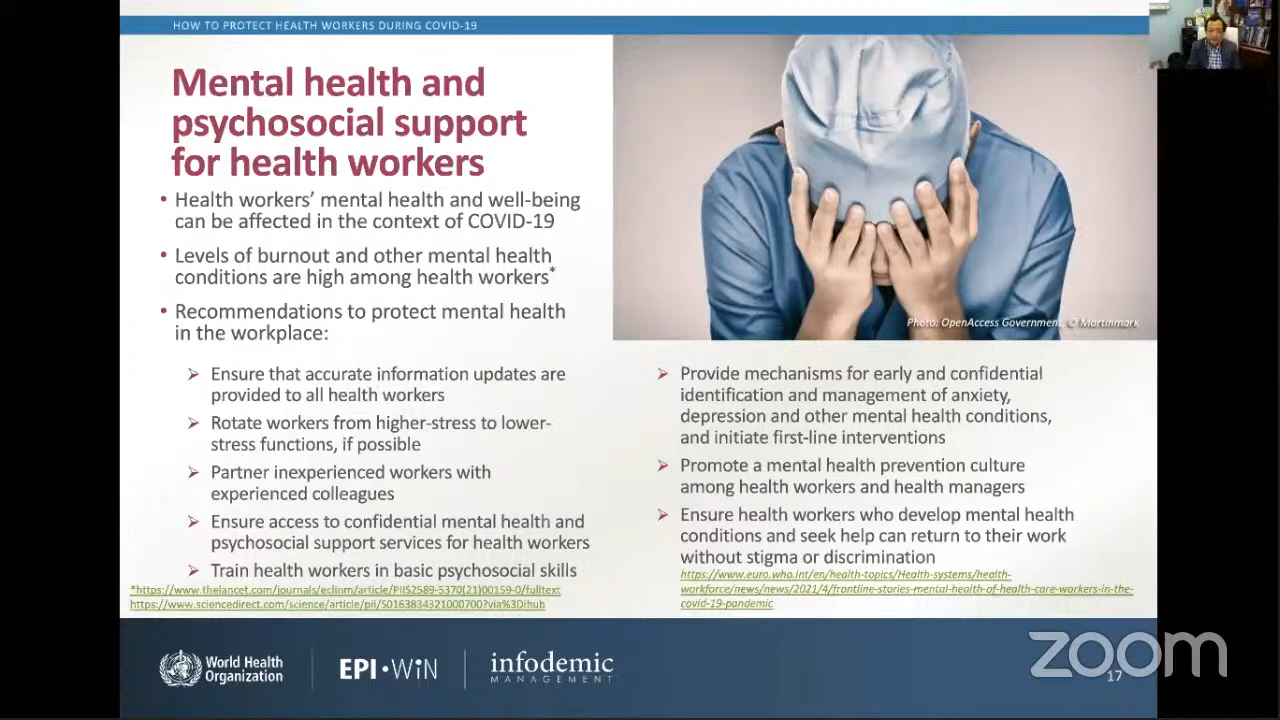 HOW TO PROTECT HEALTH WORKERS DURING COVID-19
Mental health and
psychosocial support
for health workers
• Health workers' mental health and well-being
can be affected in the context of COVID-19
• Levels of burnout and other mental health
conditions are high among health workers*
• Recommendations to protect mental health
in the workplace:
➢ Ensure that accurate information updates are
provided to all health workers
➢ Rotate workers from higher-stress to lower-
stress functions, if possible
➢ Partner inexperienced workers with
experienced colleagues
➢ Ensure access to confidential mental health and
psychosocial support services for health workers
➢ Train health workers in basic psychosocial skills
*https://www.thelancet.com/journals/eclinm/article/PIIS2589-5370(21)00159-0/fulltext
https://www.sciencedirect.com/science/article/pii/S0163834321000700?via%3Dihub
Photo: OpenAccess Government, © Martinmark
➢ Provide mechanisms for early and confidential
identification and management of anxiety,
depression and other mental health conditions,
and initiate first-line interventions
➢ Promote a mental health prevention culture
among health workers and health managers
➢ Ensure health workers who develop mental health
conditions and seek help can return to their work
without stigma or discrimination
https://www.euro.who.int/en/health-topics/Health-systems/health-
workforce/news/news/2021/4/frontline-stories-mental-health-of-health-care-workers-in-the-
covid-19-pandemic
World Health
Organization
EPI•WiN
infodemic
MANAGEMENT
zoom
17